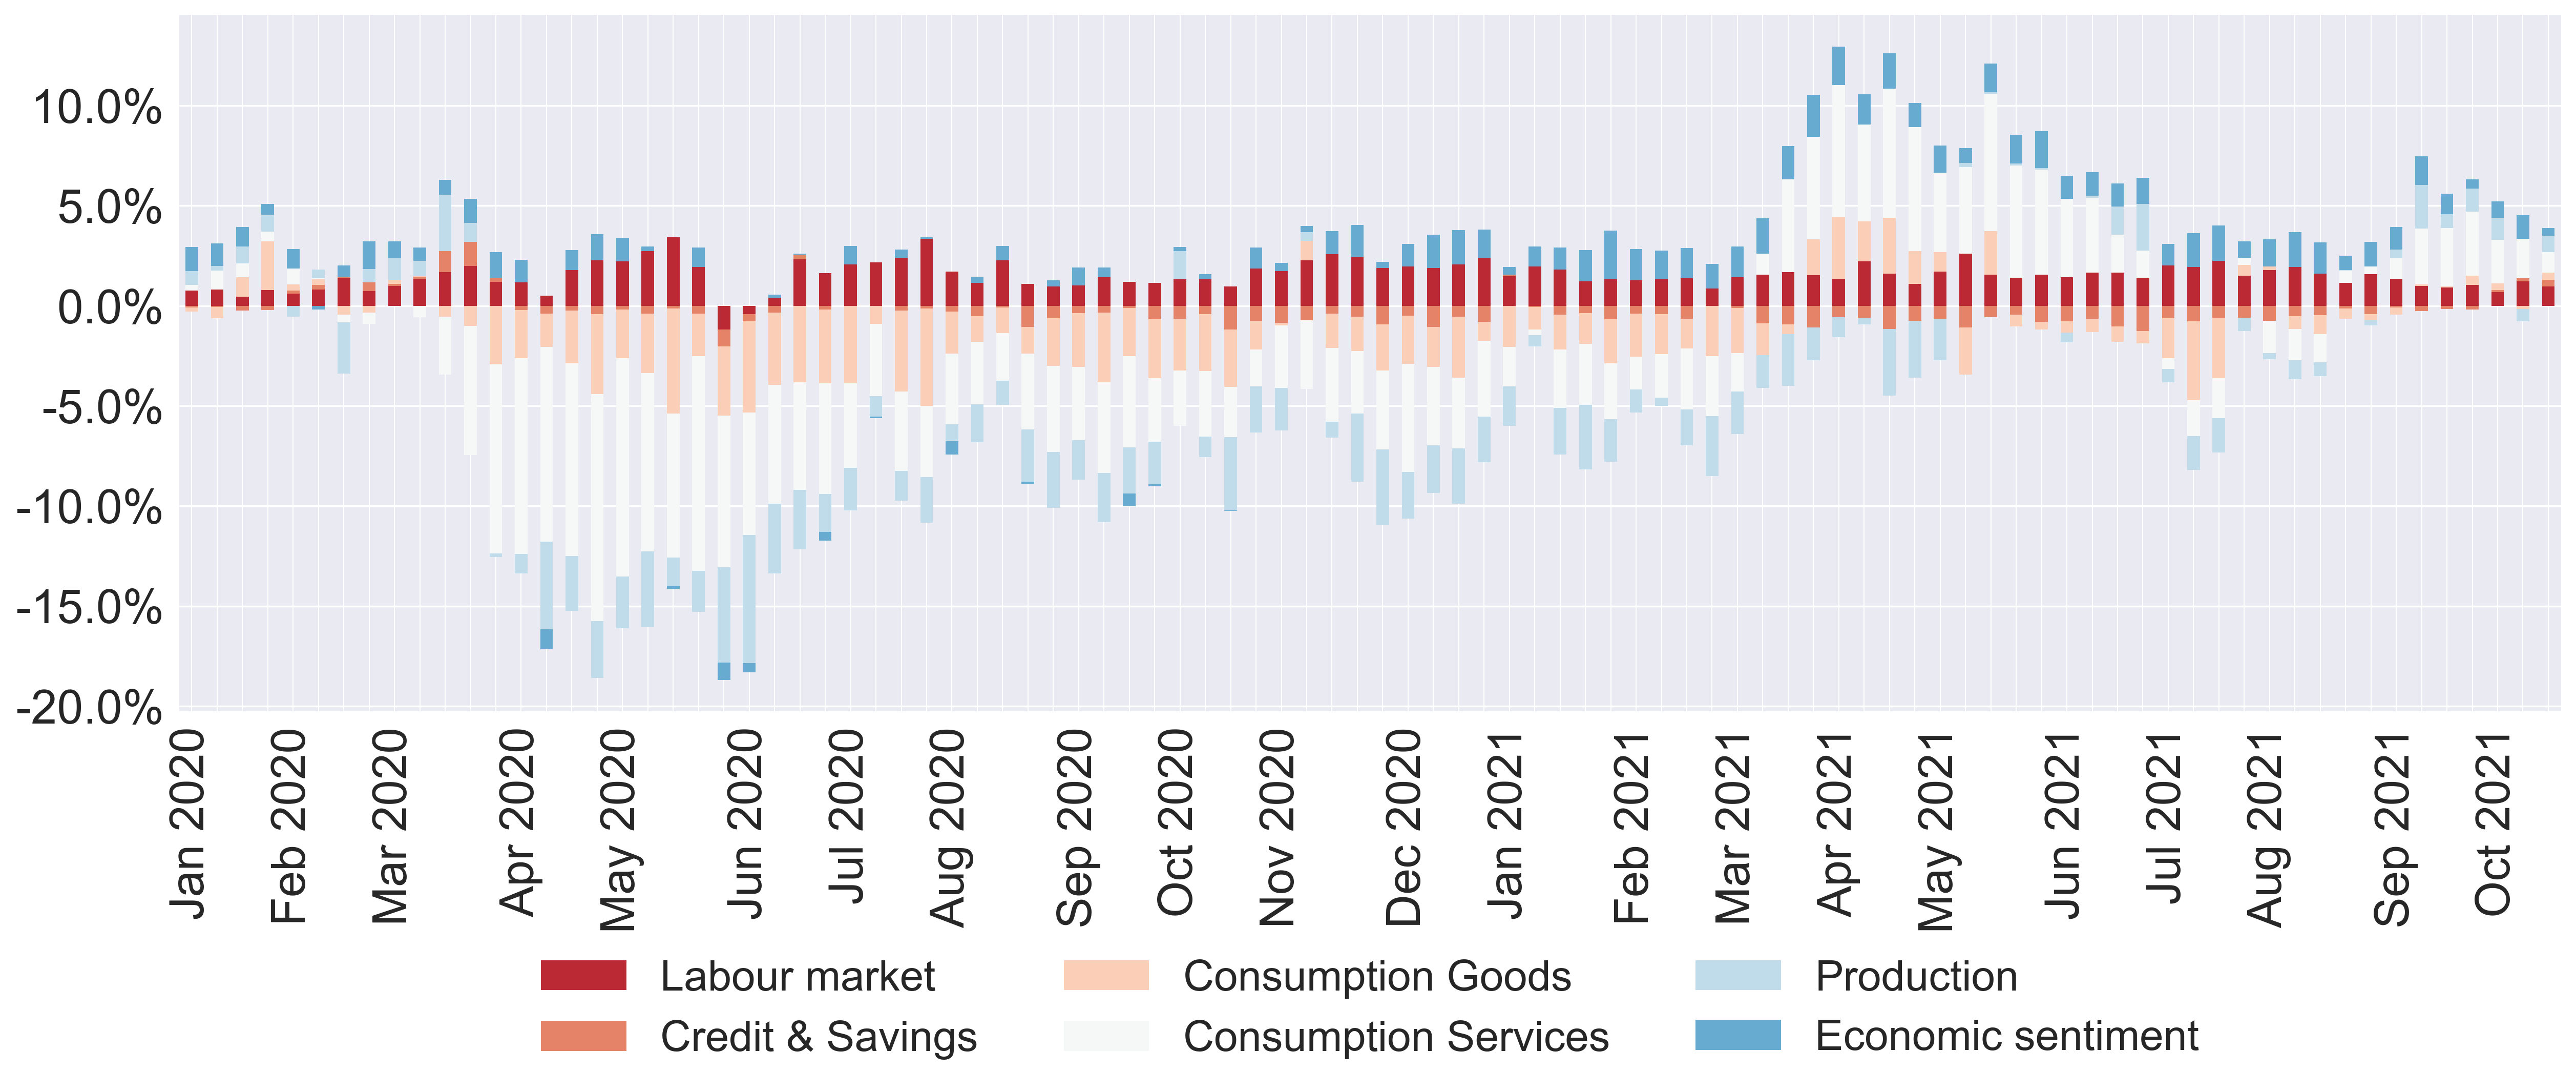 10.0%
5.0%
0.0%
-5.0%
-10.0%
-15.0%
-20.0%
Jan 2020
Feb 2020
Mar 2020
Apr 2020
May 2020
Jun 2020
Jul 2020
Aug 2020
Sep 2020
Oct 2020
Nov 2020
Dec 2020
Jan 2021
Feb 2021
Mar 2021
Apr 2021
May 2021
Jun 2021
Jul 2021
Aug 2021
Sep 2021
Oct 2021
Labour market
Consumption Goods
Production
Credit & Savings
Consumption Services
Economic sentiment